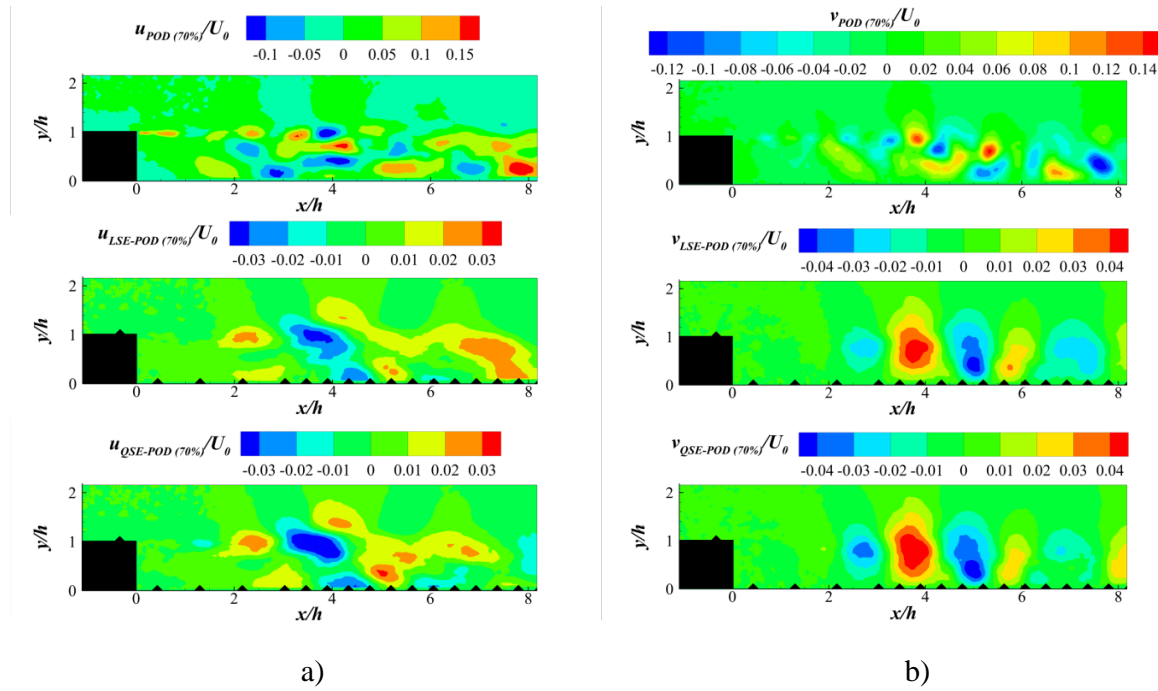 u_POD (70%)/U_0
-0.1 -0.05 0 0.05 0.1 0.15
y/h
2
1
0
0 2 4 6 8
x/h
u_LSE-POD (70%)/U_0
-0.03 -0.02 -0.01 0 0.01 0.02 0.03
y/h
2
1
0
0 2 4 6 8
x/h
u_QSE-POD (70%)/U_0
-0.03 -0.02 -0.01 0 0.01 0.02 0.03
y/h
2
1
0
0 2 4 6 8
x/h
a)
v_POD (70%)/U_0
-0.12 -0.1 -0.08 -0.06 -0.04 -0.02 0 0.02 0.04 0.06 0.08 0.1 0.12 0.14
y/h
2
1
0
0 2 4 6 8
x/h
v_LSE-POD (70%)/U_0
-0.04 -0.03 -0.02 -0.01 0 0.01 0.02 0.03 0.04
y/h
2
1
0
0 2 4 6 8
x/h
v_QSE-POD (70%)/U_0
-0.04 -0.03 -0.02 -0.01 0 0.01 0.02 0.03 0.04
y/h
2
1
0
0 2 4 6 8
x/h
b)